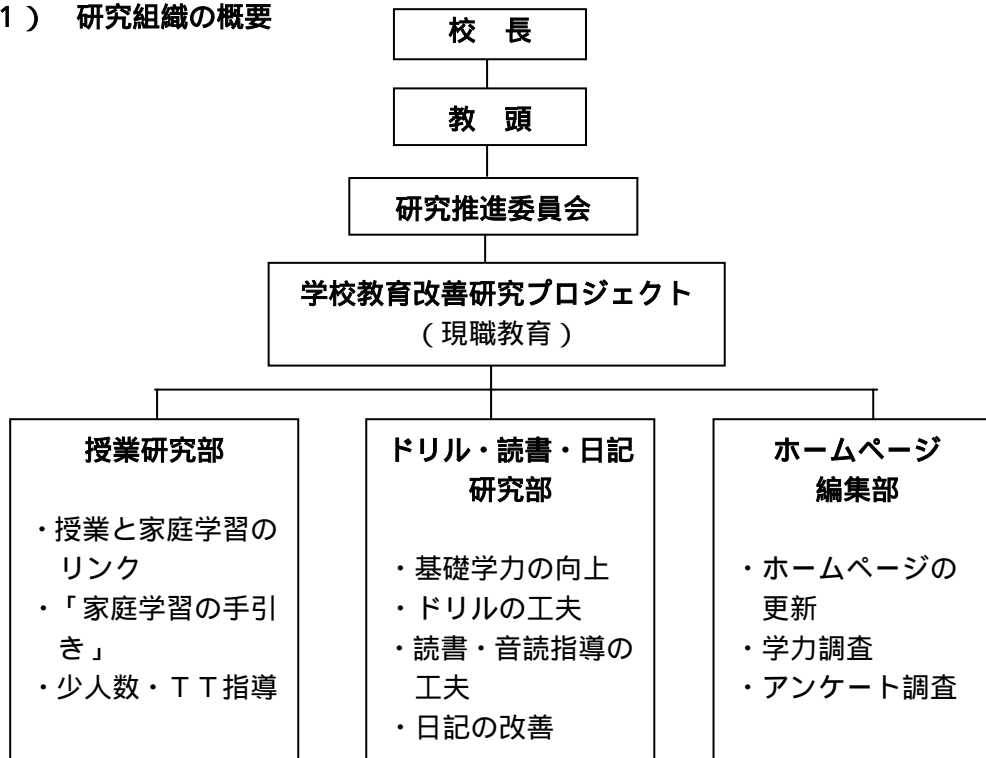 1） 研究組織の概要
校 長
教 頭
研究推進委員会
学校教育改善研究プロジェクト
（現職教育）
授業研究部
・授業と家庭学習の
リンク
・「家庭学習の手引
き」
・少人数・ＴＴ指導
ドリル・読書・日記
研究部
・基礎学力の向上
・ドリルの工夫
・読書・音読指導の
工夫
・日記の改善
ホームページ
編集部
・ホームページの
更新
・学力調査
・アンケート調査